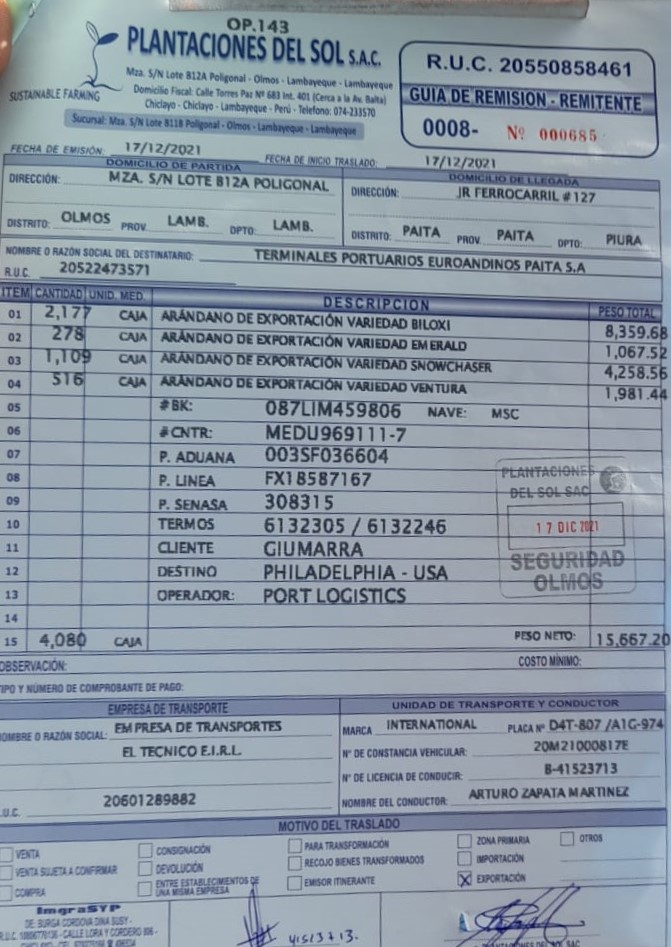 OP.143
PLANTACIONES DEL SOL S.A.C.
SUSTAINABLE FARMING
Mza. S/N Lote B12A Poligonal - Olmos - Lambayeque - Lambayeque
Domicilio Fiscal: Calle Torres Paz Nº 683 Int. 401 (Cerca a la Av. Balta)
Chiclayo - Chiclayo - Lambayeque - Perú - Telefono: 074-233570
Sucursal: Mza. S/N Lote B11B Poligonal - Olmos - Lambayeque - Lambayeque
R.U.C. 20550858461
GUIA DE REMISION - REMITENTE
0008- Nº 000685
FECHA DE EMISIÓN: 17/12/2021 FECHA DE INICIO TRASLADO: 17/12/2021
DOMICILIO DE PARTIDA
DIRECCIÓN: MZA. S/N LOTE B12A POLIGONAL
DISTRITO: OLMOS PROV. LAMB. DPTO: LAMB.
DOMICILIO DE LLEGADA
DIRECCIÓN: JR FERROCARRIL #127
DISTRITO: PAITA PROV. PAITA DPTO: PIURA
NOMBRE O RAZÓN SOCIAL DEL DESTINATARIO: TERMINALES PORTUARIOS EUROANDINOS PAITA S.A
R.U.C. 20522473571
ITEM CANTIDAD UNID. MED. DESCRIPCION PESO TOTAL
01 2,177 CAJA ARÁNDANO DE EXPORTACIÓN VARIEDAD BILOXI 8,359.68
02 278 CAJA ARÁNDANO DE EXPORTACIÓN VARIEDAD EMERALD 1,067.52
03 1,109 CAJA ARÁNDANO DE EXPORTACIÓN VARIEDAD SNOWCHASER 4,258.56
04 516 CAJA ARÁNDANO DE EXPORTACIÓN VARIEDAD VENTURA 1,981.44
05 #BK: 087LIM459806 NAVE: MSC
06 #CNTR: MEDU969111-7
07 P. ADUANA 003SF036604
08 P. LINEA FX18587167
09 P. SENASA 308315
10 TERMOS 6132305 / 6132246
11 CLIENTE GIUMARRA
12 DESTINO PHILADELPHIA - USA
13 OPERADOR: PORT LOGISTICS
14
15 4,080 CAJA PESO NETO: 15,667.20
PLANTACIONES
DEL SOL SAC
17 DIC 2021
SEGURIDAD
OLMOS
OBSERVACIÓN: COSTO MÍNIMO:
TIPO Y NÚMERO DE COMPROBANTE DE PAGO:
EMPRESA DE TRANSPORTE
NOMBRE O RAZÓN SOCIAL: EMPRESA DE TRANSPORTES
EL TECNICO E.I.R.L.
R.U.C. 20601289882
UNIDAD DE TRANSPORTE Y CONDUCTOR
MARCA INTERNATIONAL PLACA Nº D4T-807 /A1G-974
Nº DE CONSTANCIA VEHICULAR: 20M21000817E
Nº DE LICENCIA DE CONDUCIR: B-41523713
NOMBRE DEL CONDUCTOR: ARTURO ZAPATA MARTINEZ
MOTIVO DEL TRASLADO
VENTA CONSIGNACIÓN PARA TRANSFORMACIÓN ZONA PRIMARIA OTROS
VENTA SUJETA A CONFIRMAR DEVOLUCIÓN RECOJO BIENES TRANSFORMADOS IMPORTACIÓN
COMPRA ENTRE ESTABLECIMIENTOS DE UNA MISMA EMPRESA EMISOR ITINERANTE X EXPORTACIÓN
ImgraSYP
DE: BURGA CORDOVA DINA SUSY -
CALLE LORA Y CORDERO